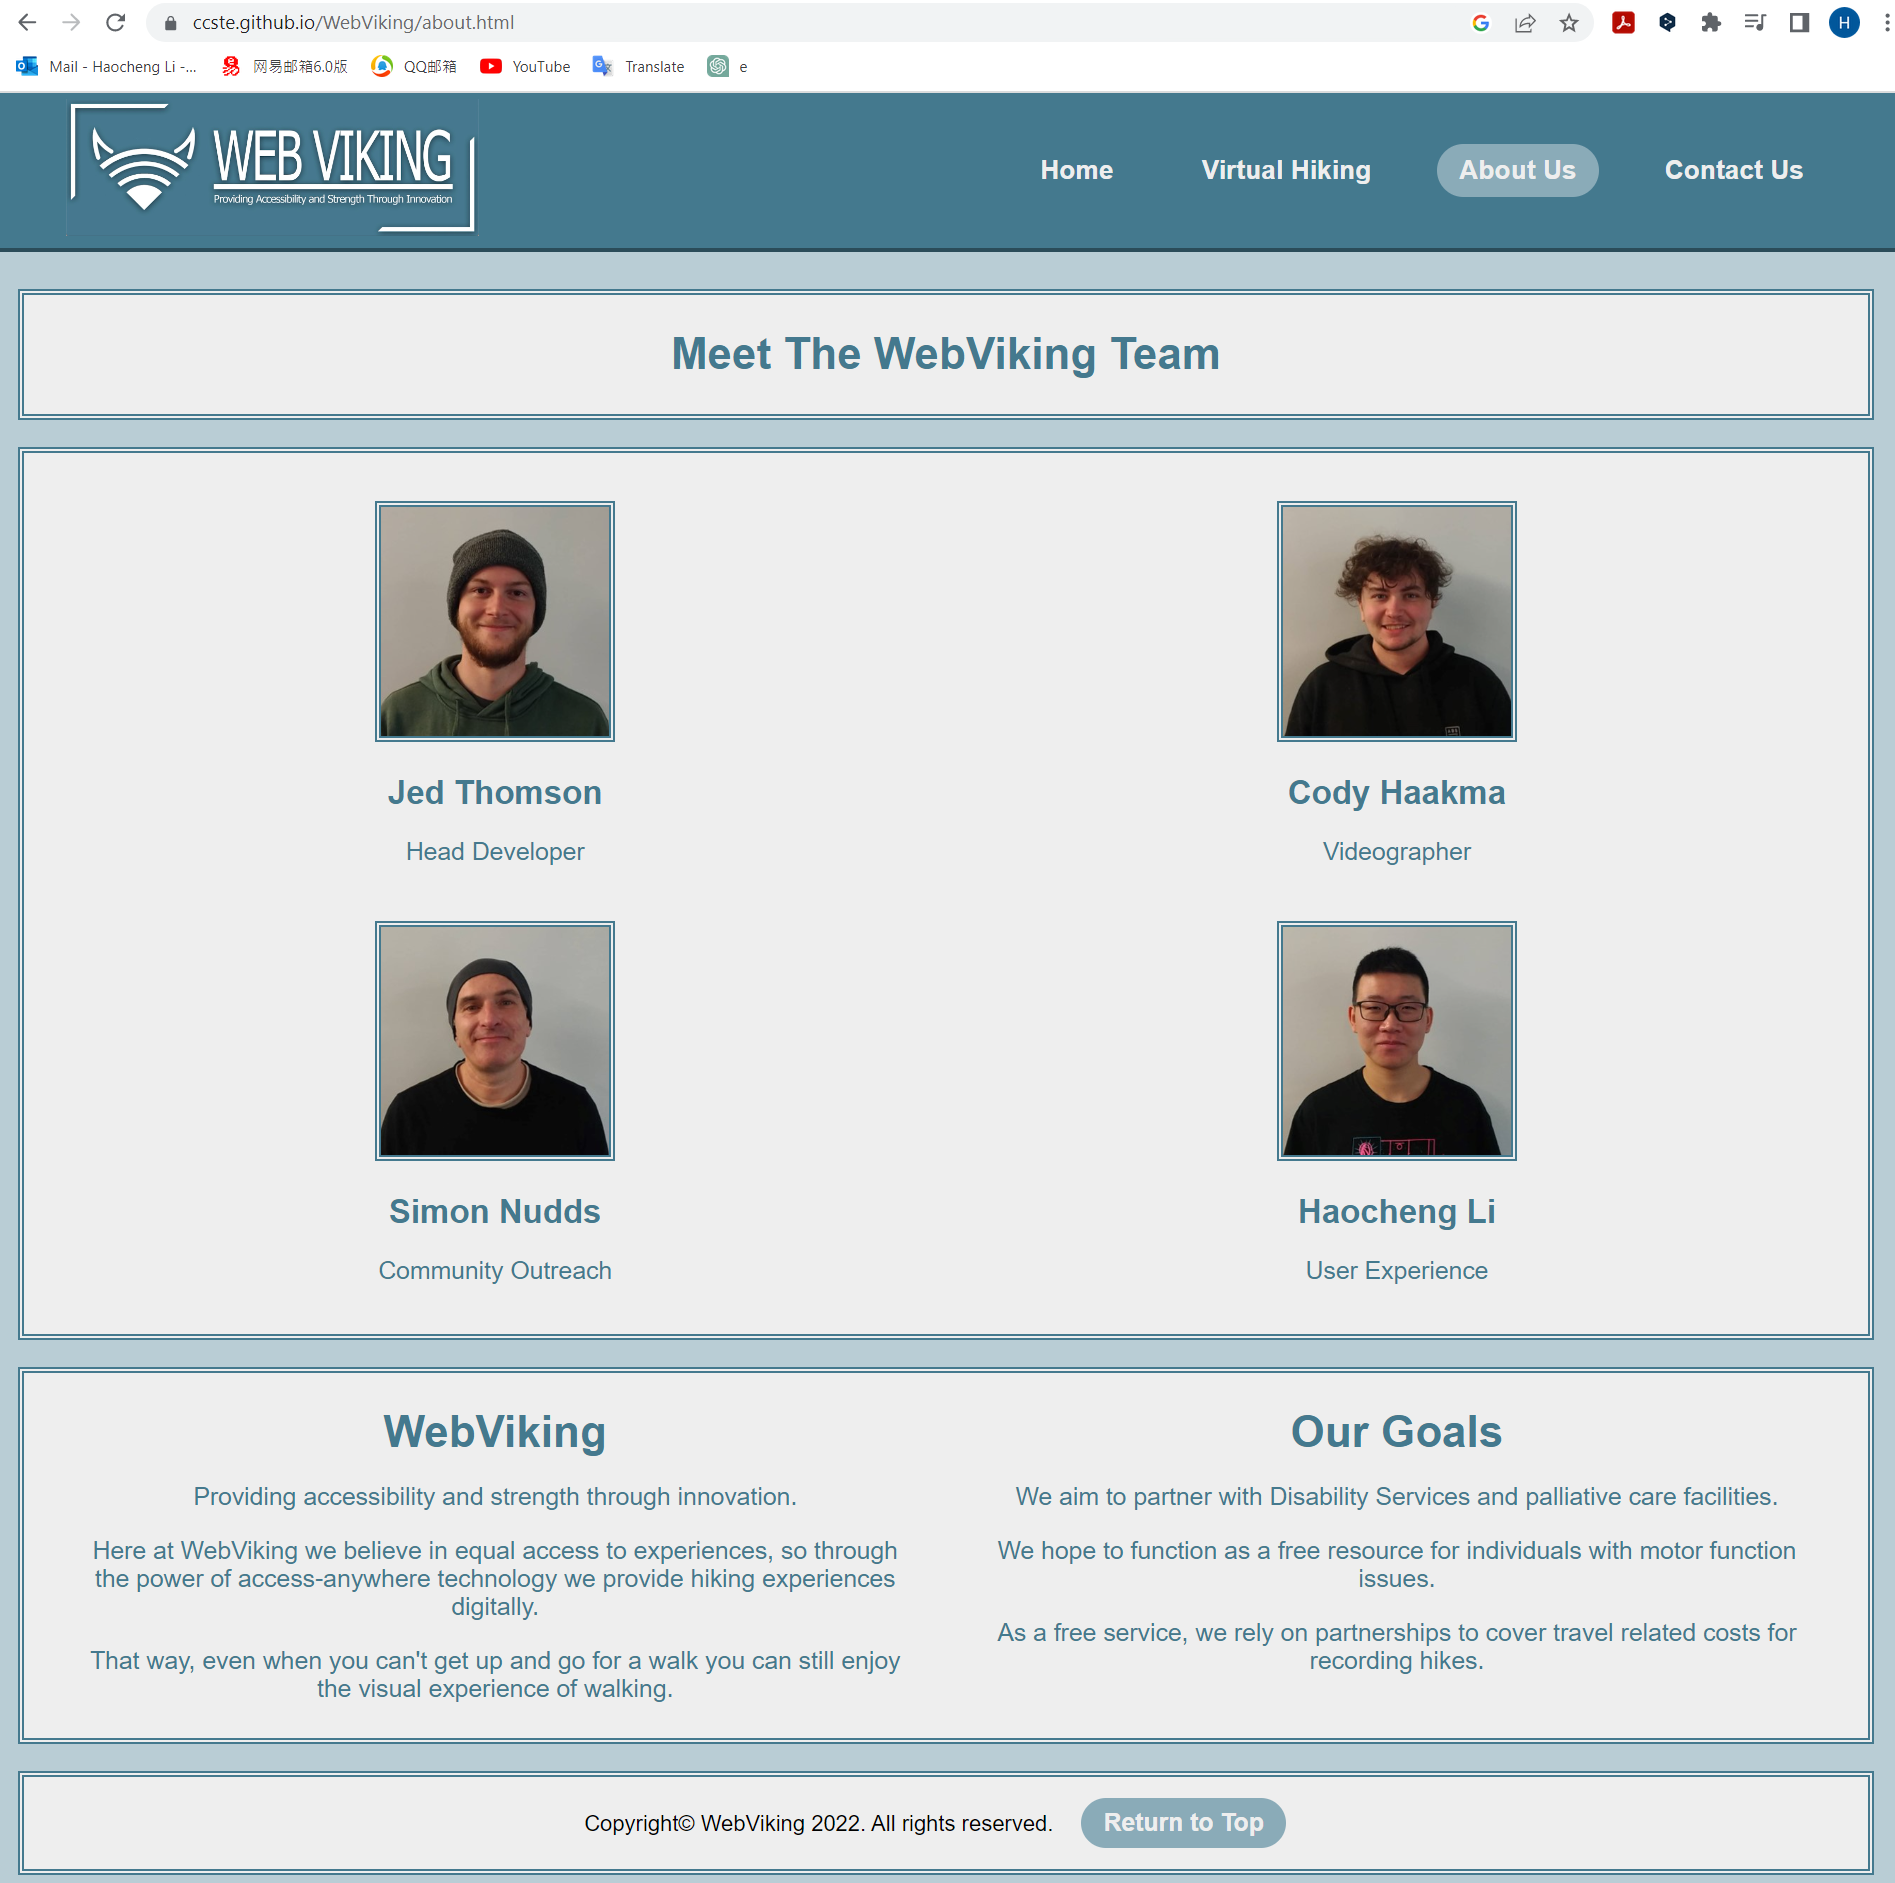 ccste.github.io/WebViking/about.html
H
Mail - Haocheng Li -...
网易邮箱6.0版
QQ邮箱
YouTube
Translate
e
WEB VIKING
Providing Accessibility and Strength Through Innovation
Home
Virtual Hiking
About Us
Contact Us
Meet The WebViking Team
Jed Thomson
Head Developer
Cody Haakma
Videographer
Simon Nudds
Community Outreach
Haocheng Li
User Experience
WebViking
Providing accessibility and strength through innovation.
Here at WebViking we believe in equal access to experiences, so through
the power of access-anywhere technology we provide hiking experiences
digitally.
That way, even when you can't get up and go for a walk you can still enjoy
the visual experience of walking.
Our Goals
We aim to partner with Disability Services and palliative care facilities.
We hope to function as a free resource for individuals with motor function
issues.
As a free service, we rely on partnerships to cover travel related costs for
recording hikes.
Copyright© WebViking 2022. All rights reserved.
Return to Top